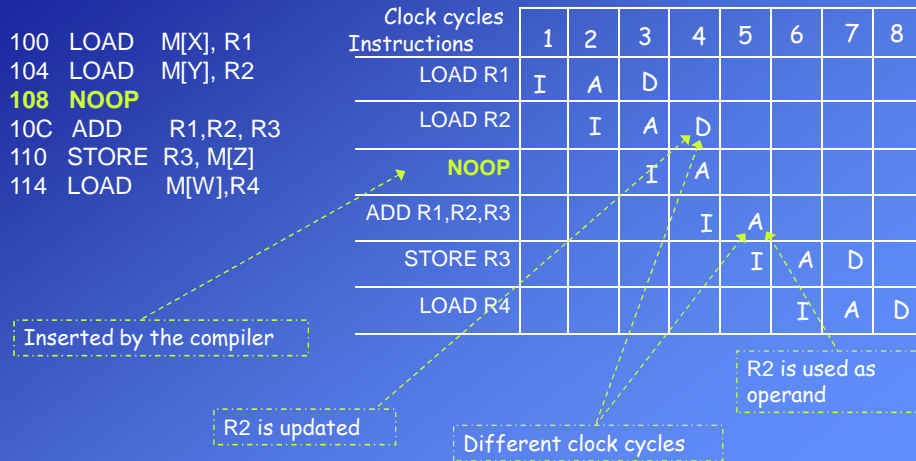 100 LOAD M[X], R1
104 LOAD M[Y], R2
108 NOOP
10C ADD R1,R2, R3
110 STORE R3, M[Z]
114 LOAD M[W],R4
Clock cycles
Instructions 1 2 3 4 5 6 7 8
LOAD R1 I A D
LOAD R2 I A D
NOOP I A
ADD R1,R2,R3 I A
STORE R3 I A D
LOAD R4 I A D
Inserted by the compiler
R2 is updated
Different clock cycles
R2 is used as
operand